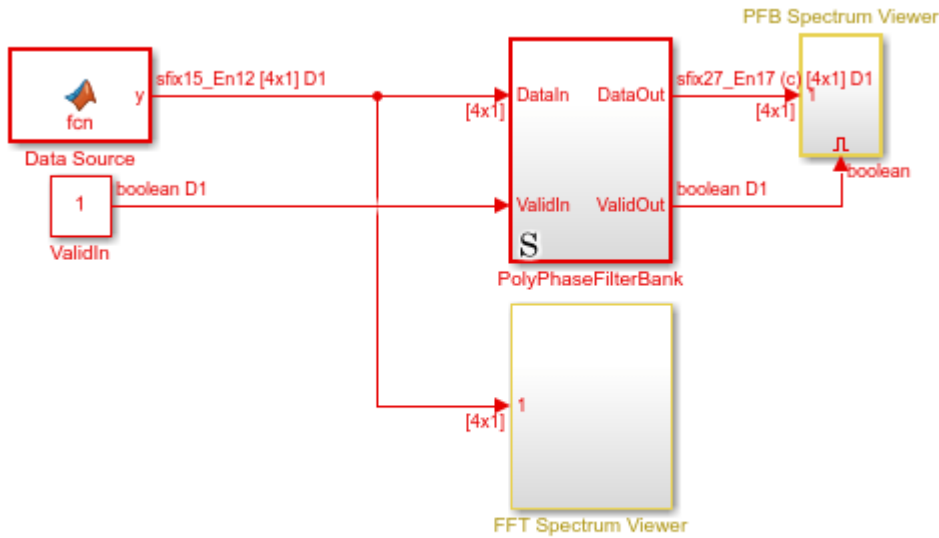 PFB Spectrum Viewer
sfix15_En12 [4x1] D1
y
fcn
Data Source
[4x1]
DataIn
DataOut
sfix27_En17 (c) [4x1] D1
[4x1]
1
boolean D1
1
ValidIn
ValidIn
ValidOut
boolean D1
boolean
S
PolyPhaseFilterBank
[4x1]
1
FFT Spectrum Viewer